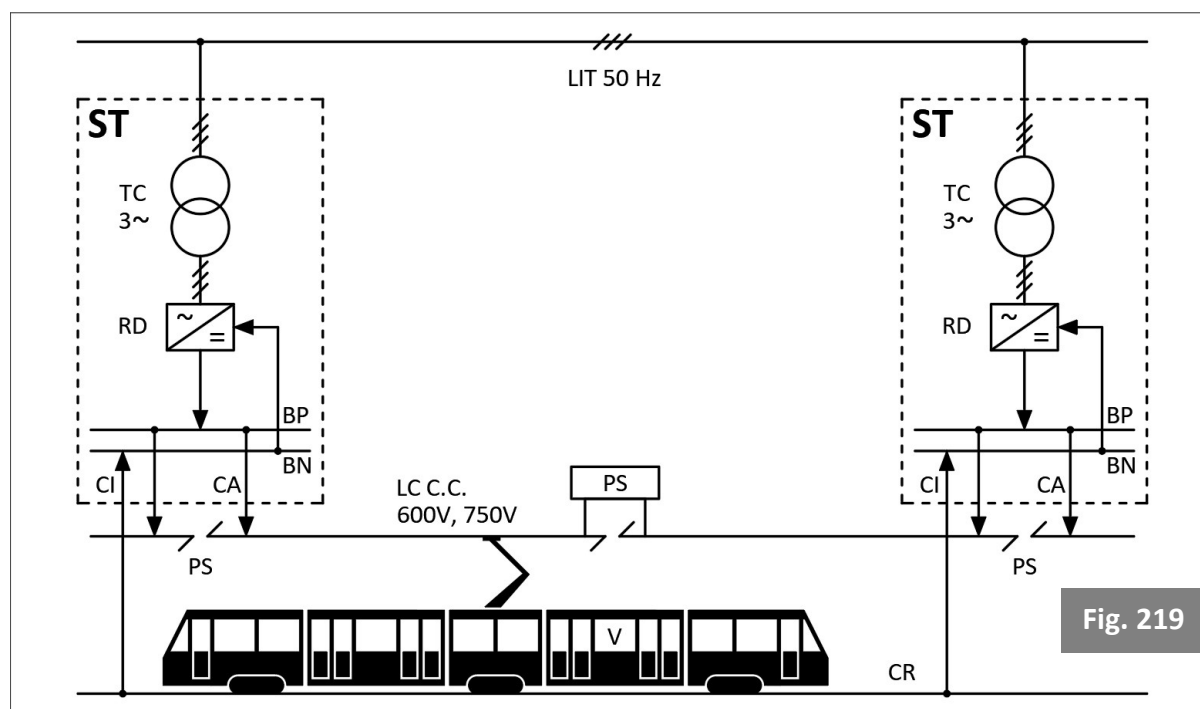 LIT 50 Hz
ST
TC
3~
RD
~
=
BP
BN
CI
CA
PS
ST
TC
3~
RD
~
=
BP
BN
CI
CA
PS
LC C.C.
600V, 750V
PS
V
CR
Fig. 219